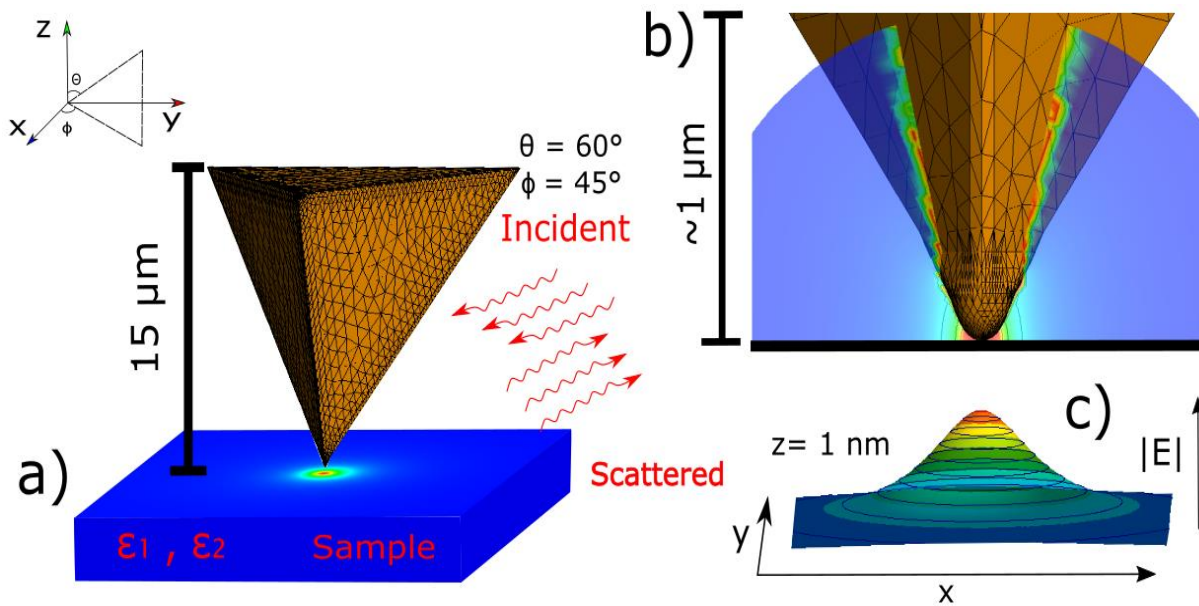 z
Θ
x
y
ϕ
15 μm
θ = 60°
ϕ = 45°
Incident
Scattered
a)
ε1 , ε2 Sample
b)
~1 μm
c)
z= 1 nm
|E|
y
x